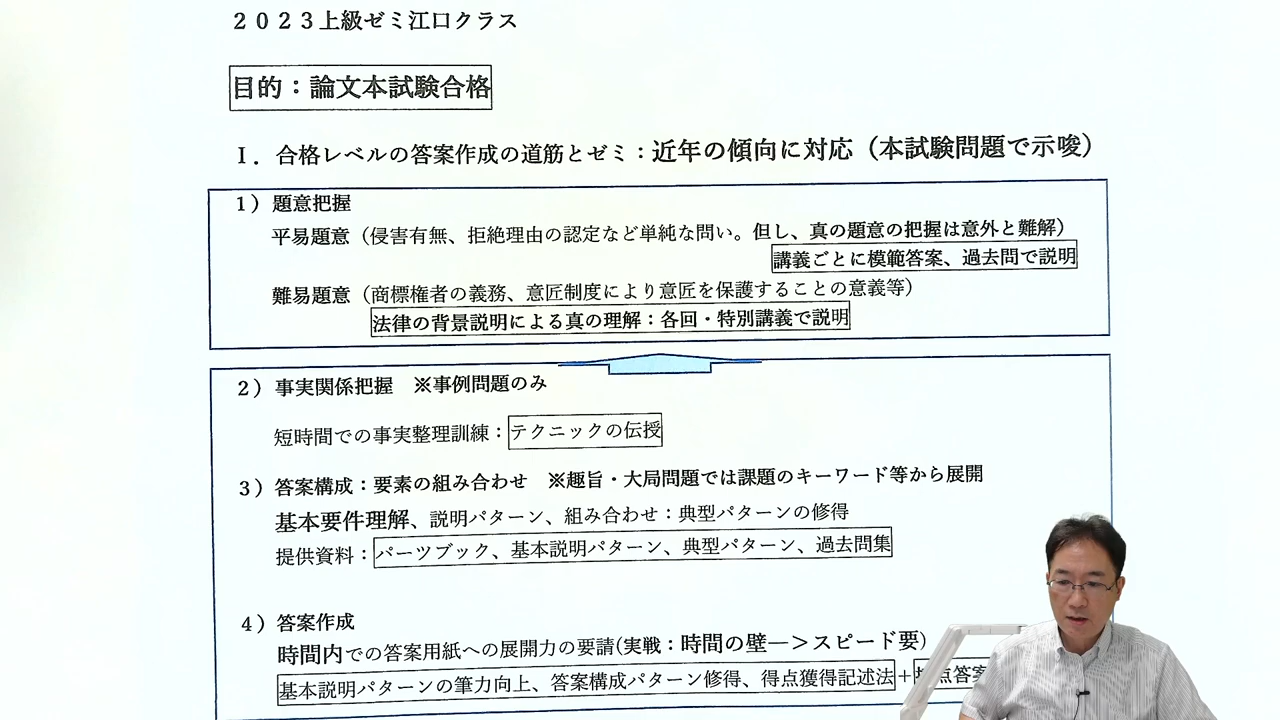 2023上級ゼミ江口クラス
目的：論文本試験合格
Ⅰ．合格レベルの答案作成の道筋とゼミ：近年の傾向に対応（本試験問題で示唆）
1）題意把握
平易題意（侵害有無、拒絶理由の認定など単純な問い。但し、真の題意の把握は意外と難解）
講義ごとに模範答案、過去問で説明
難易題意（商標権者の義務、意匠制度により意匠を保護することの意義等）
法律の背景説明による真の理解：各回・特別講義で説明
2）事実関係把握　※事例問題のみ
短時間での事実整理訓練：テクニックの伝授
3）答案構成：要素の組み合わせ　※趣旨・大局問題では課題のキーワード等から展開
基本要件理解、説明パターン、組み合わせ：典型パターンの修得
提供資料：パーツブック、基本説明パターン、典型パターン、過去問集
4）答案作成
時間内での答案用紙への展開力の要請(実戦：時間の壁―＞スピード要)
基本説明パターンの筆力向上、答案構成パターン修得、得点獲得記述法＋点答案